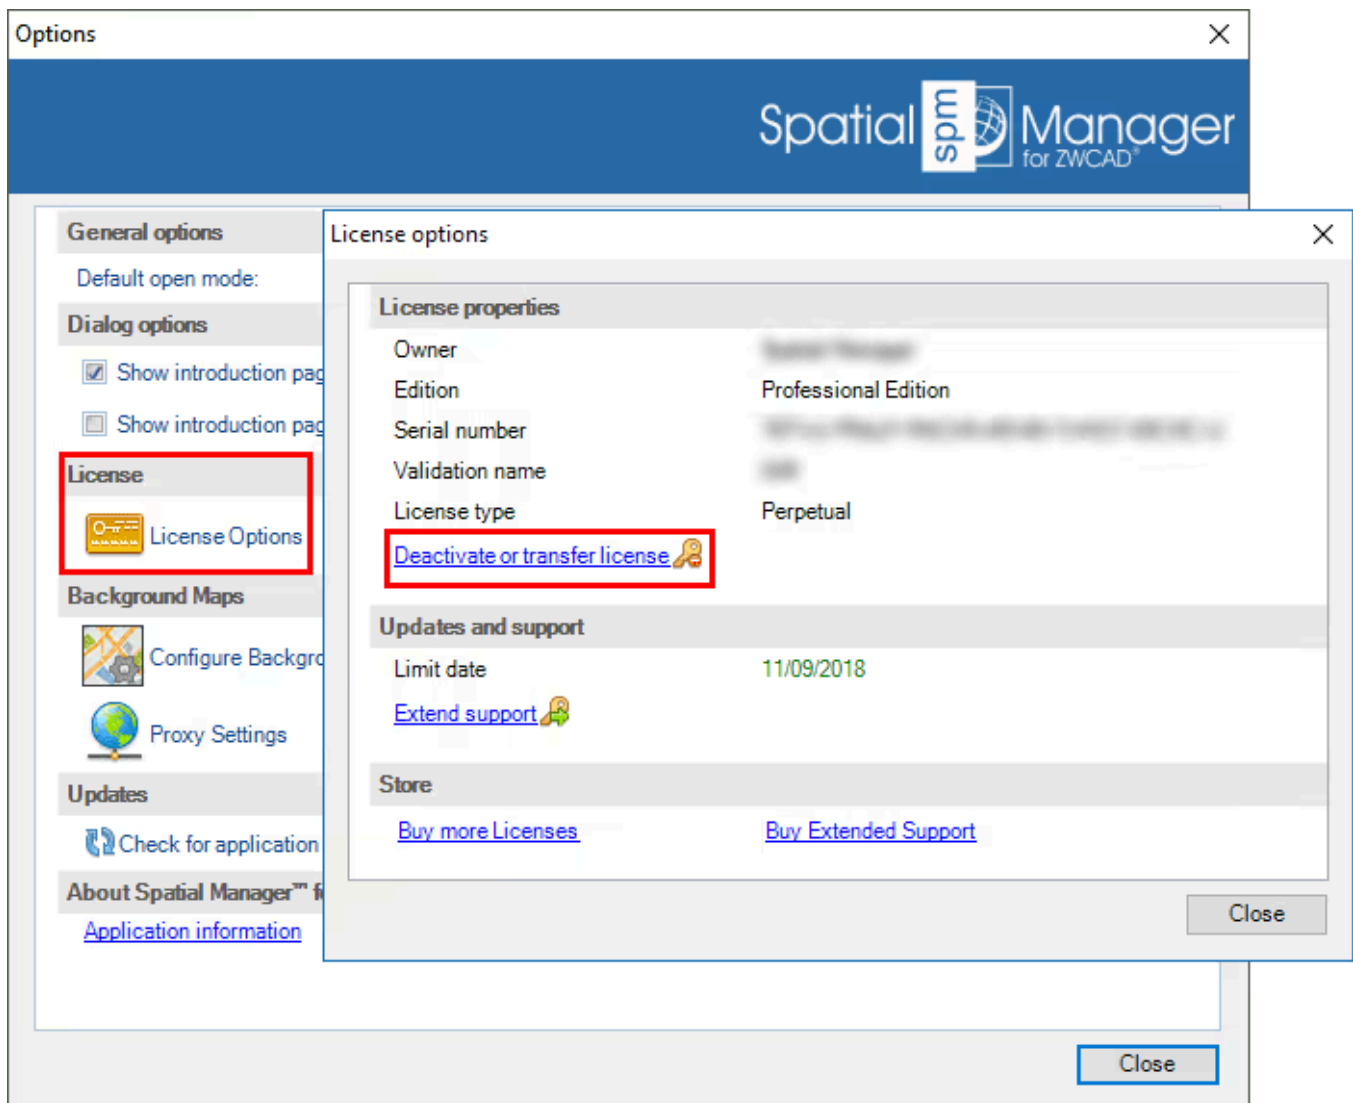 Options
Spatial spm Manager
for ZWCAD®
General options
Default open mode:
Dialog options
Show introduction pag
Show introduction pag
License
License Options
Background Maps
Configure Backgro
Proxy Settings
Updates
Check for application
About Spatial Manager™ f
Application information
Close
License options
License properties
Owner
Edition Professional Edition
Serial number
Validation name
License type Perpetual
Deactivate or transfer license
Updates and support
Limit date 11/09/2018
Extend support
Store
Buy more Licenses Buy Extended Support
Close